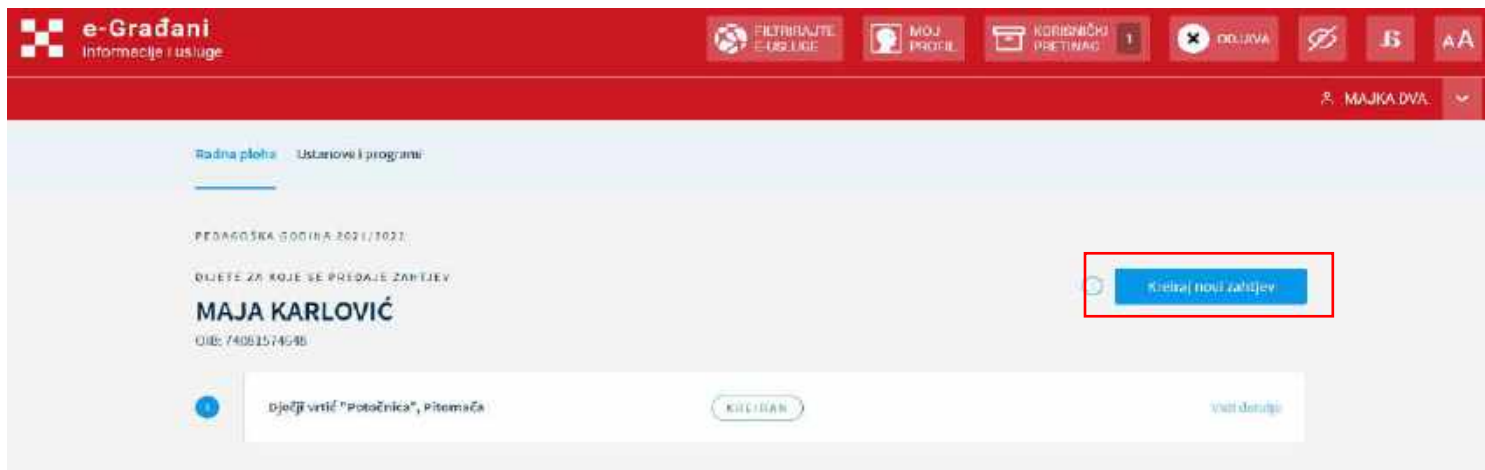 e-Građani
Informacije i usluge
FILTRIRAJTE
E-USLUGE
MOJ
PROFIL
KORISNIČKI
PRETINAC
1
ODJAVA
AA
MAJKA DVA
Radna ploha
Ustanove i programi
PEDAGOŠKA GODINA 2021/2022
DIJETE ZA KOJE SE PREDAJE ZAHTJEV
MAJA KARLOVIĆ
OIB:
Kreiraj novi zahtjev
Dječji vrtić "Potočnica", Pitomača
KREIRAN
Vidi detalje